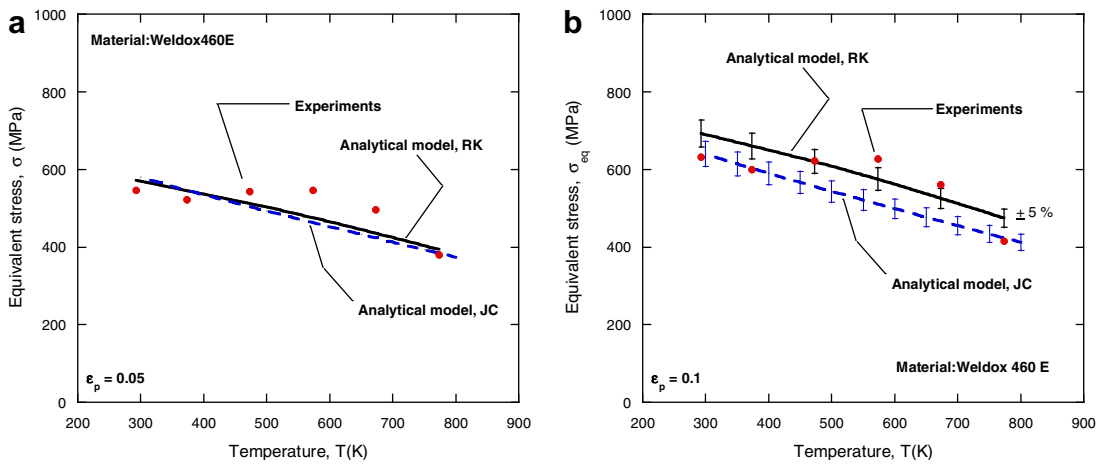 a
Material:Weldox460E
Experiments
Analytical model, RK
Analytical model, JC
εp = 0.05
Equivalent stress, σ (MPa)
1000
800
600
400
200
0
100 200 300 400 500 600 700 800 900
Temperature, T(K)
b
Analytical model, RK
Experiments
± 5 %
Analytical model, JC
Material:Weldox 460 E
εp = 0.1
Equivalent stress, σeq (MPa)
1000
800
600
400
200
0
100 200 300 400 500 600 700 800 900
Temperature, T(K)